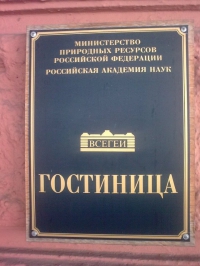 МИНИСТЕРСТВО
ПРИРОДНЫХ РЕСУРСОВ
РОССИЙСКОЙ ФЕДЕРАЦИИ
РОССИЙСКАЯ АКАДЕМИЯ НАУК
ВСЕГЕИ
ГОСТИНИЦА